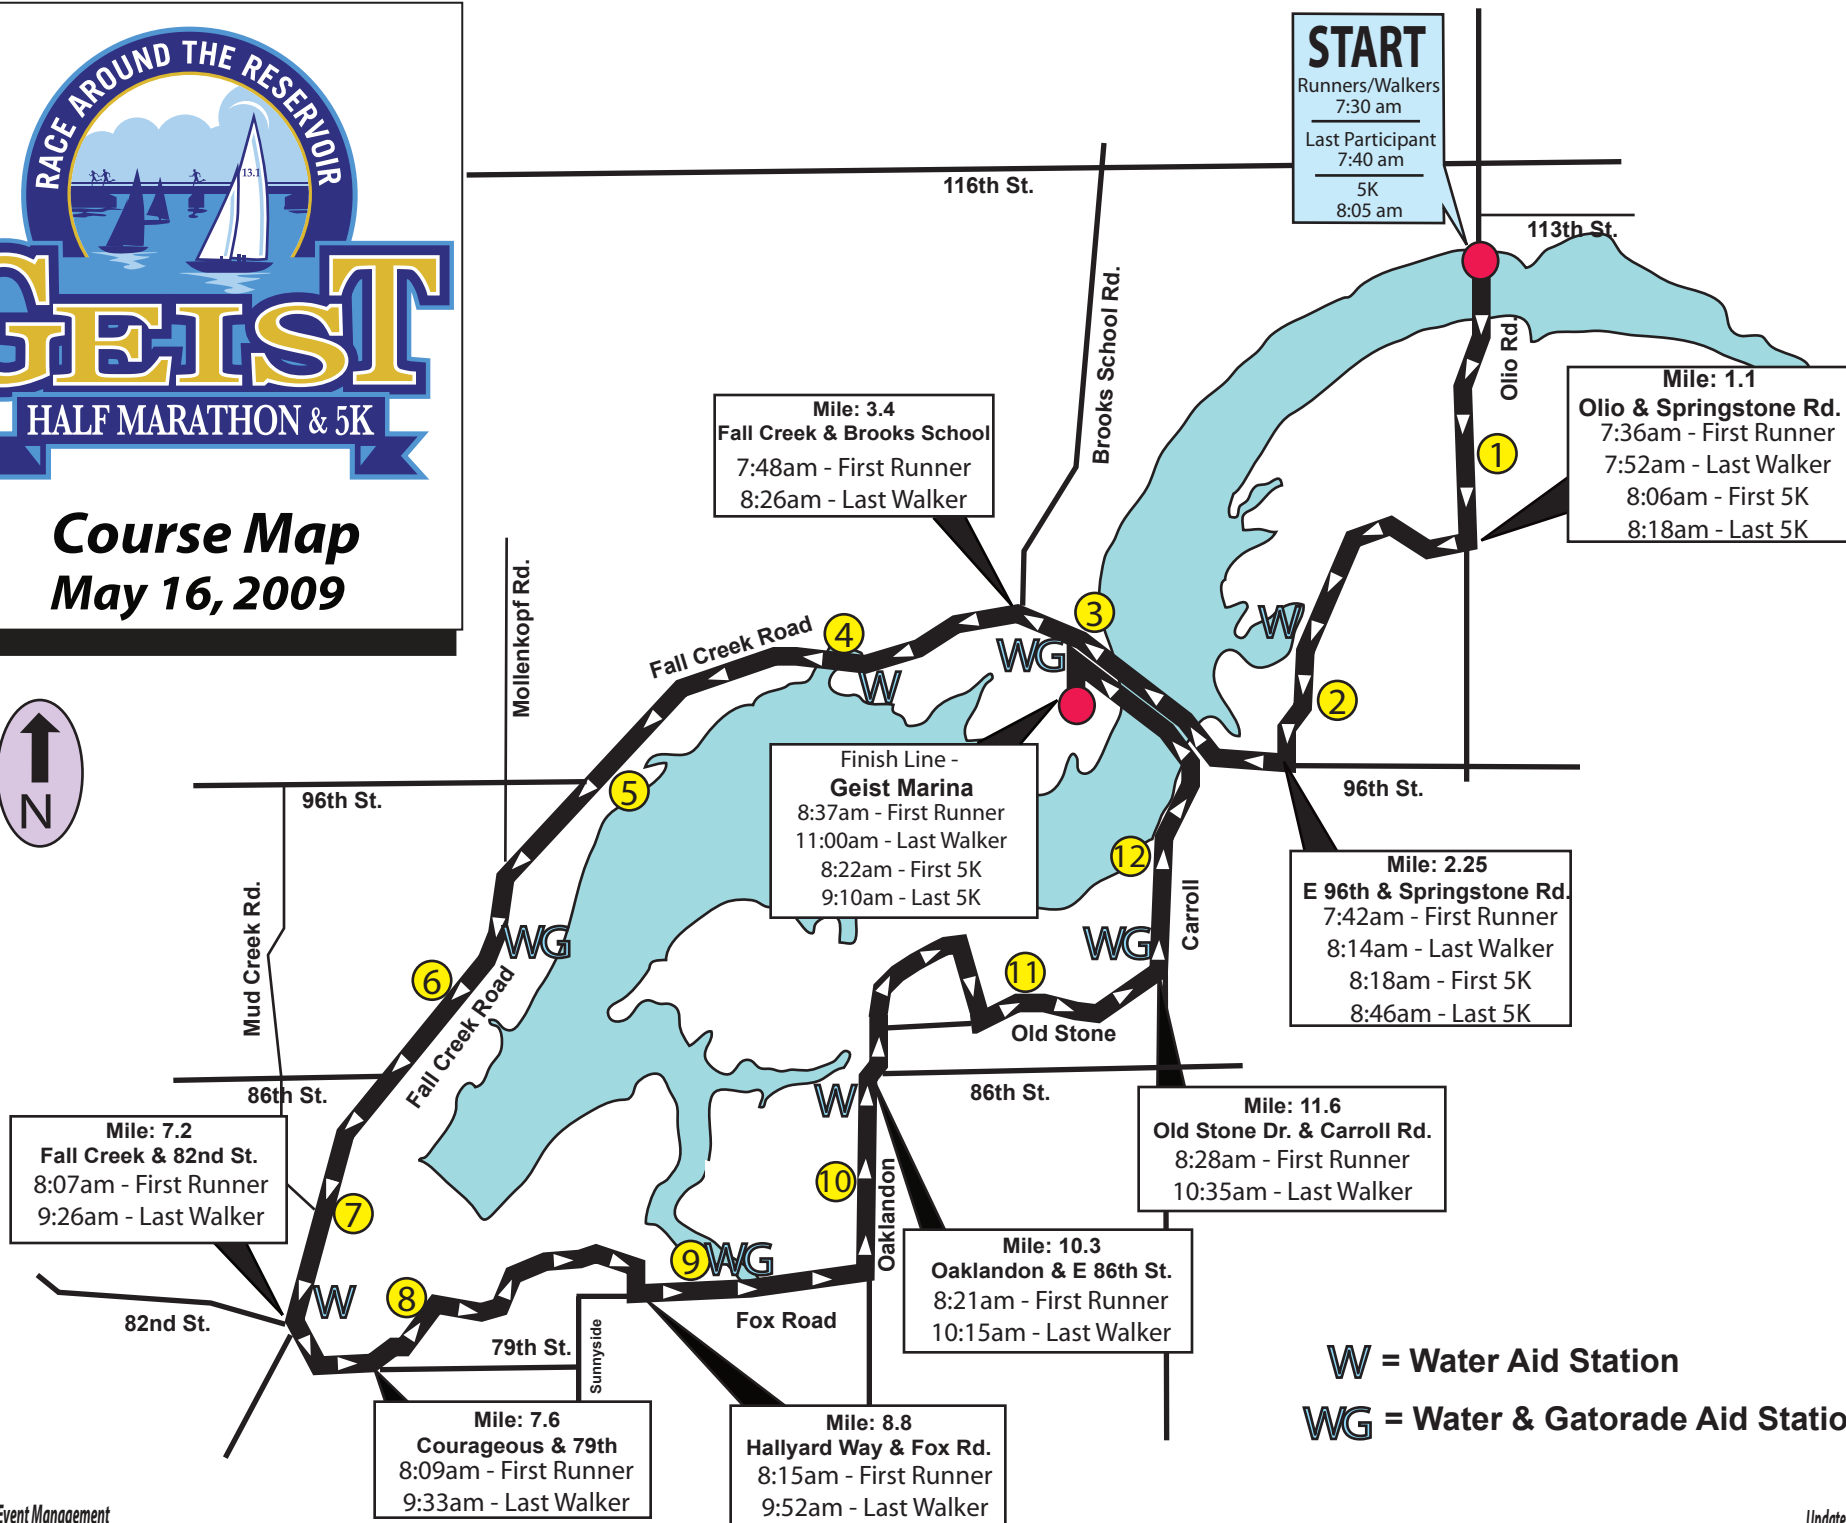 RACE AROUND THE RESERVOIR
13.1
GEIST
HALF MARATHON & 5K
Course Map
May 16, 2009
N
START
Runners/Walkers
7:30 am
Last Participant
7:40 am
5K
8:05 am
116th St.
113th St.
Brooks School Rd.
Olio Rd.
Mile: 1.1
Olio & Springstone Rd.
7:36am - First Runner
7:52am - Last Walker
8:06am - First 5K
8:18am - Last 5K
1
Mile: 3.4
Fall Creek & Brooks School
7:48am - First Runner
8:26am - Last Walker
Mollenkopf Rd.
Fall Creek Road
4
W
WG
3
W
2
96th St.
5
Finish Line -
Geist Marina
8:37am - First Runner
11:00am - Last Walker
8:22am - First 5K
9:10am - Last 5K
96th St.
Mile: 2.25
E 96th & Springstone Rd.
7:42am - First Runner
8:14am - Last Walker
8:18am - First 5K
8:46am - Last 5K
12
Carroll
WG
Mud Creek Rd.
WG
6
Fall Creek Road
11
Old Stone
86th St.
86th St.
W
Mile: 11.6
Old Stone Dr. & Carroll Rd.
8:28am - First Runner
10:35am - Last Walker
Mile: 7.2
Fall Creek & 82nd St.
8:07am - First Runner
9:26am - Last Walker
7
10
Oaklandon
Mile: 10.3
Oaklandon & E 86th St.
8:21am - First Runner
10:15am - Last Walker
9
WG
W
8
82nd St.
79th St.
Sunnyside
Fox Road
Mile: 7.6
Courageous & 79th
8:09am - First Runner
9:33am - Last Walker
Mile: 8.8
Hallyard Way & Fox Rd.
8:15am - First Runner
9:52am - Last Walker
W = Water Aid Station
WG = Water & Gatorade Aid Statio
Event Management
Update